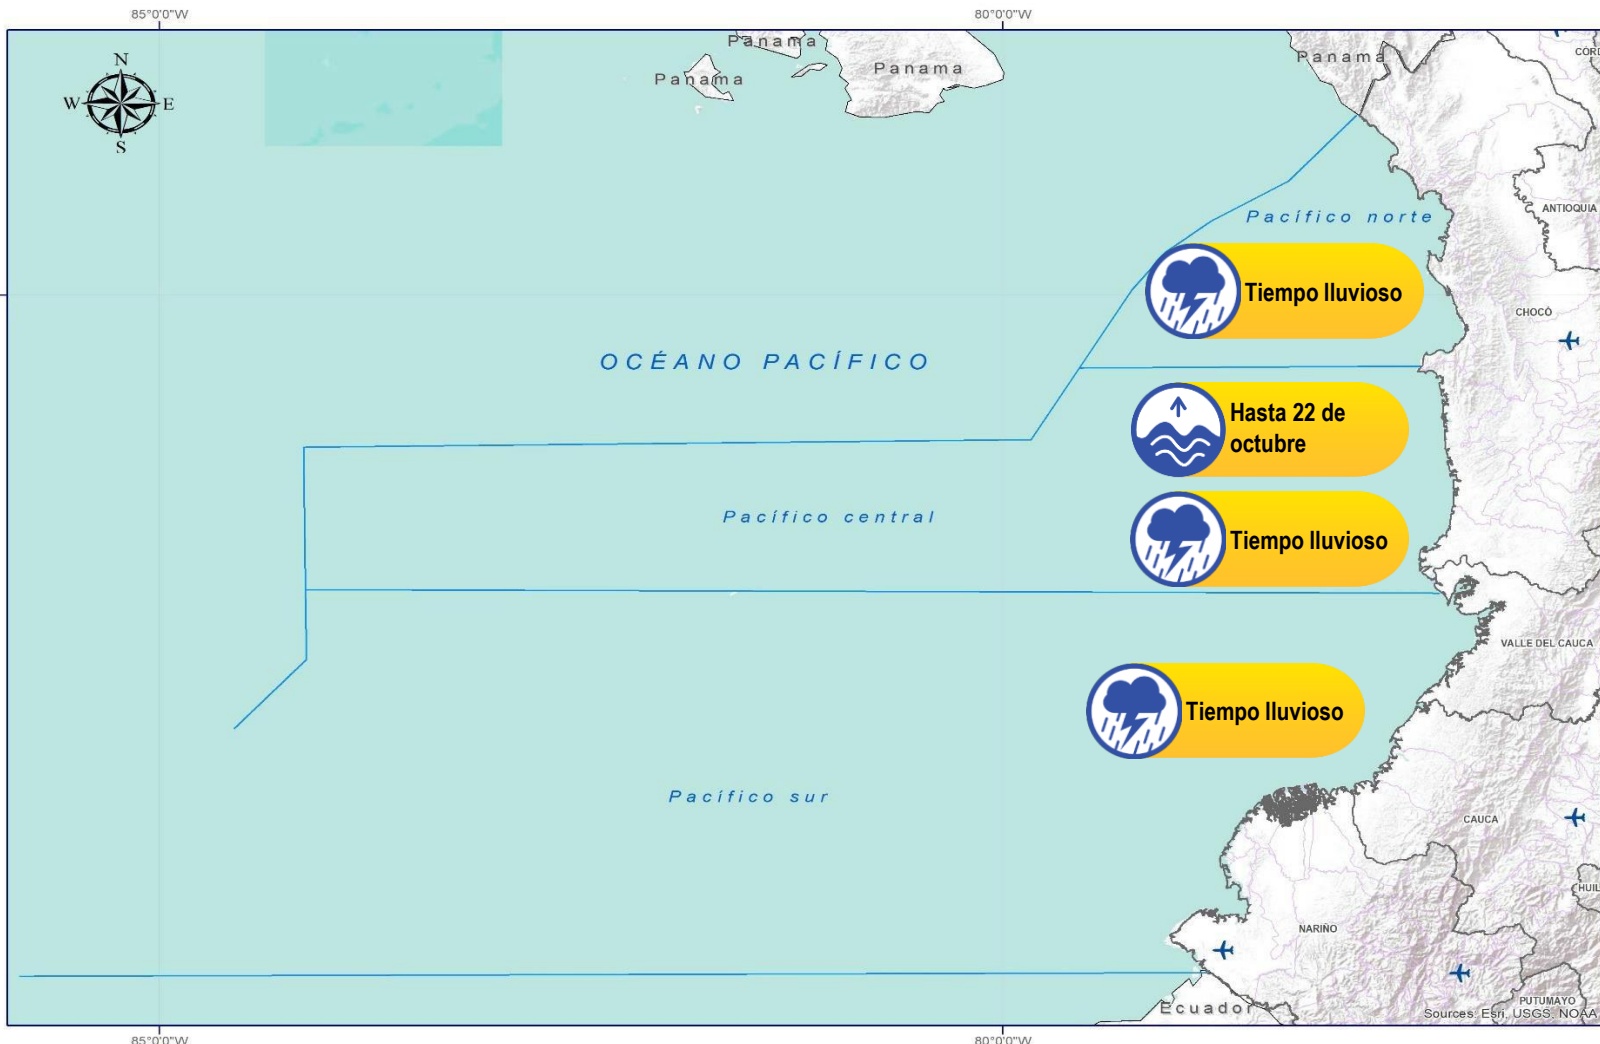 85°0'0"W
80°0'0"W
N
W
E
S
Panama
Panama
Panama
Panama
ANTIOQUIA
Pacífico norte
Tiempo lluvioso
CHOCÓ
OCÉANO PACÍFICO
Hasta 22 de
octubre
Pacífico central
Tiempo lluvioso
VALLE DEL CAUCA
Tiempo lluvioso
Pacífico sur
CAUCA
HUIL
NARIÑO
PUTUMAYO
Ecuador
Sources: Esri, USGS, NOAA
85°0'0"W
80°0'0"W